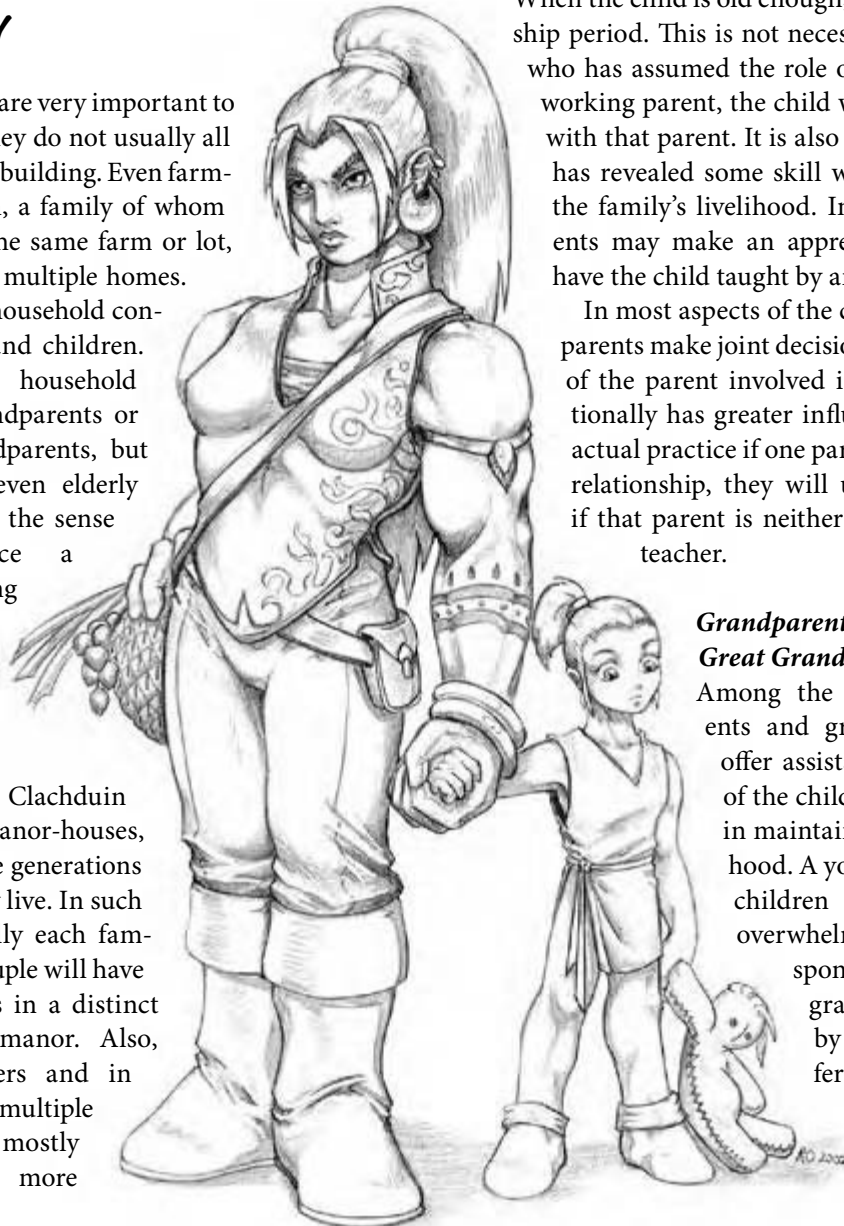 y
are very important to
ey do not usually all
building. Even farm-
, a family of whom
ne same farm or lot,
multiple homes.
household con-
and children.
household
ndparents or
dparents, but
even elderly
the sense
ce a
ng
Clachduin
anor-houses,
e generations
live. In such
ly each fam-
uple will have
s in a distinct
manor. Also,
ers and in
multiple
mostly
more
When the child is old enough
ship period. This is not neces
who has assumed the role o
working parent, the child w
with that parent. It is also
has revealed some skill w
the family's livelihood. In
ents may make an appre
have the child taught by a
In most aspects of the c
parents make joint decisio
of the parent involved i
tionally has greater influ
actual practice if one par
relationship, they will u
if that parent is neither
teacher.
Grandparent
Great Grand
Among the
ents and gr
offer assist
of the child
in maintai
hood. A yo
children
overwhelm
spon
gra
by
fer
RO 2002